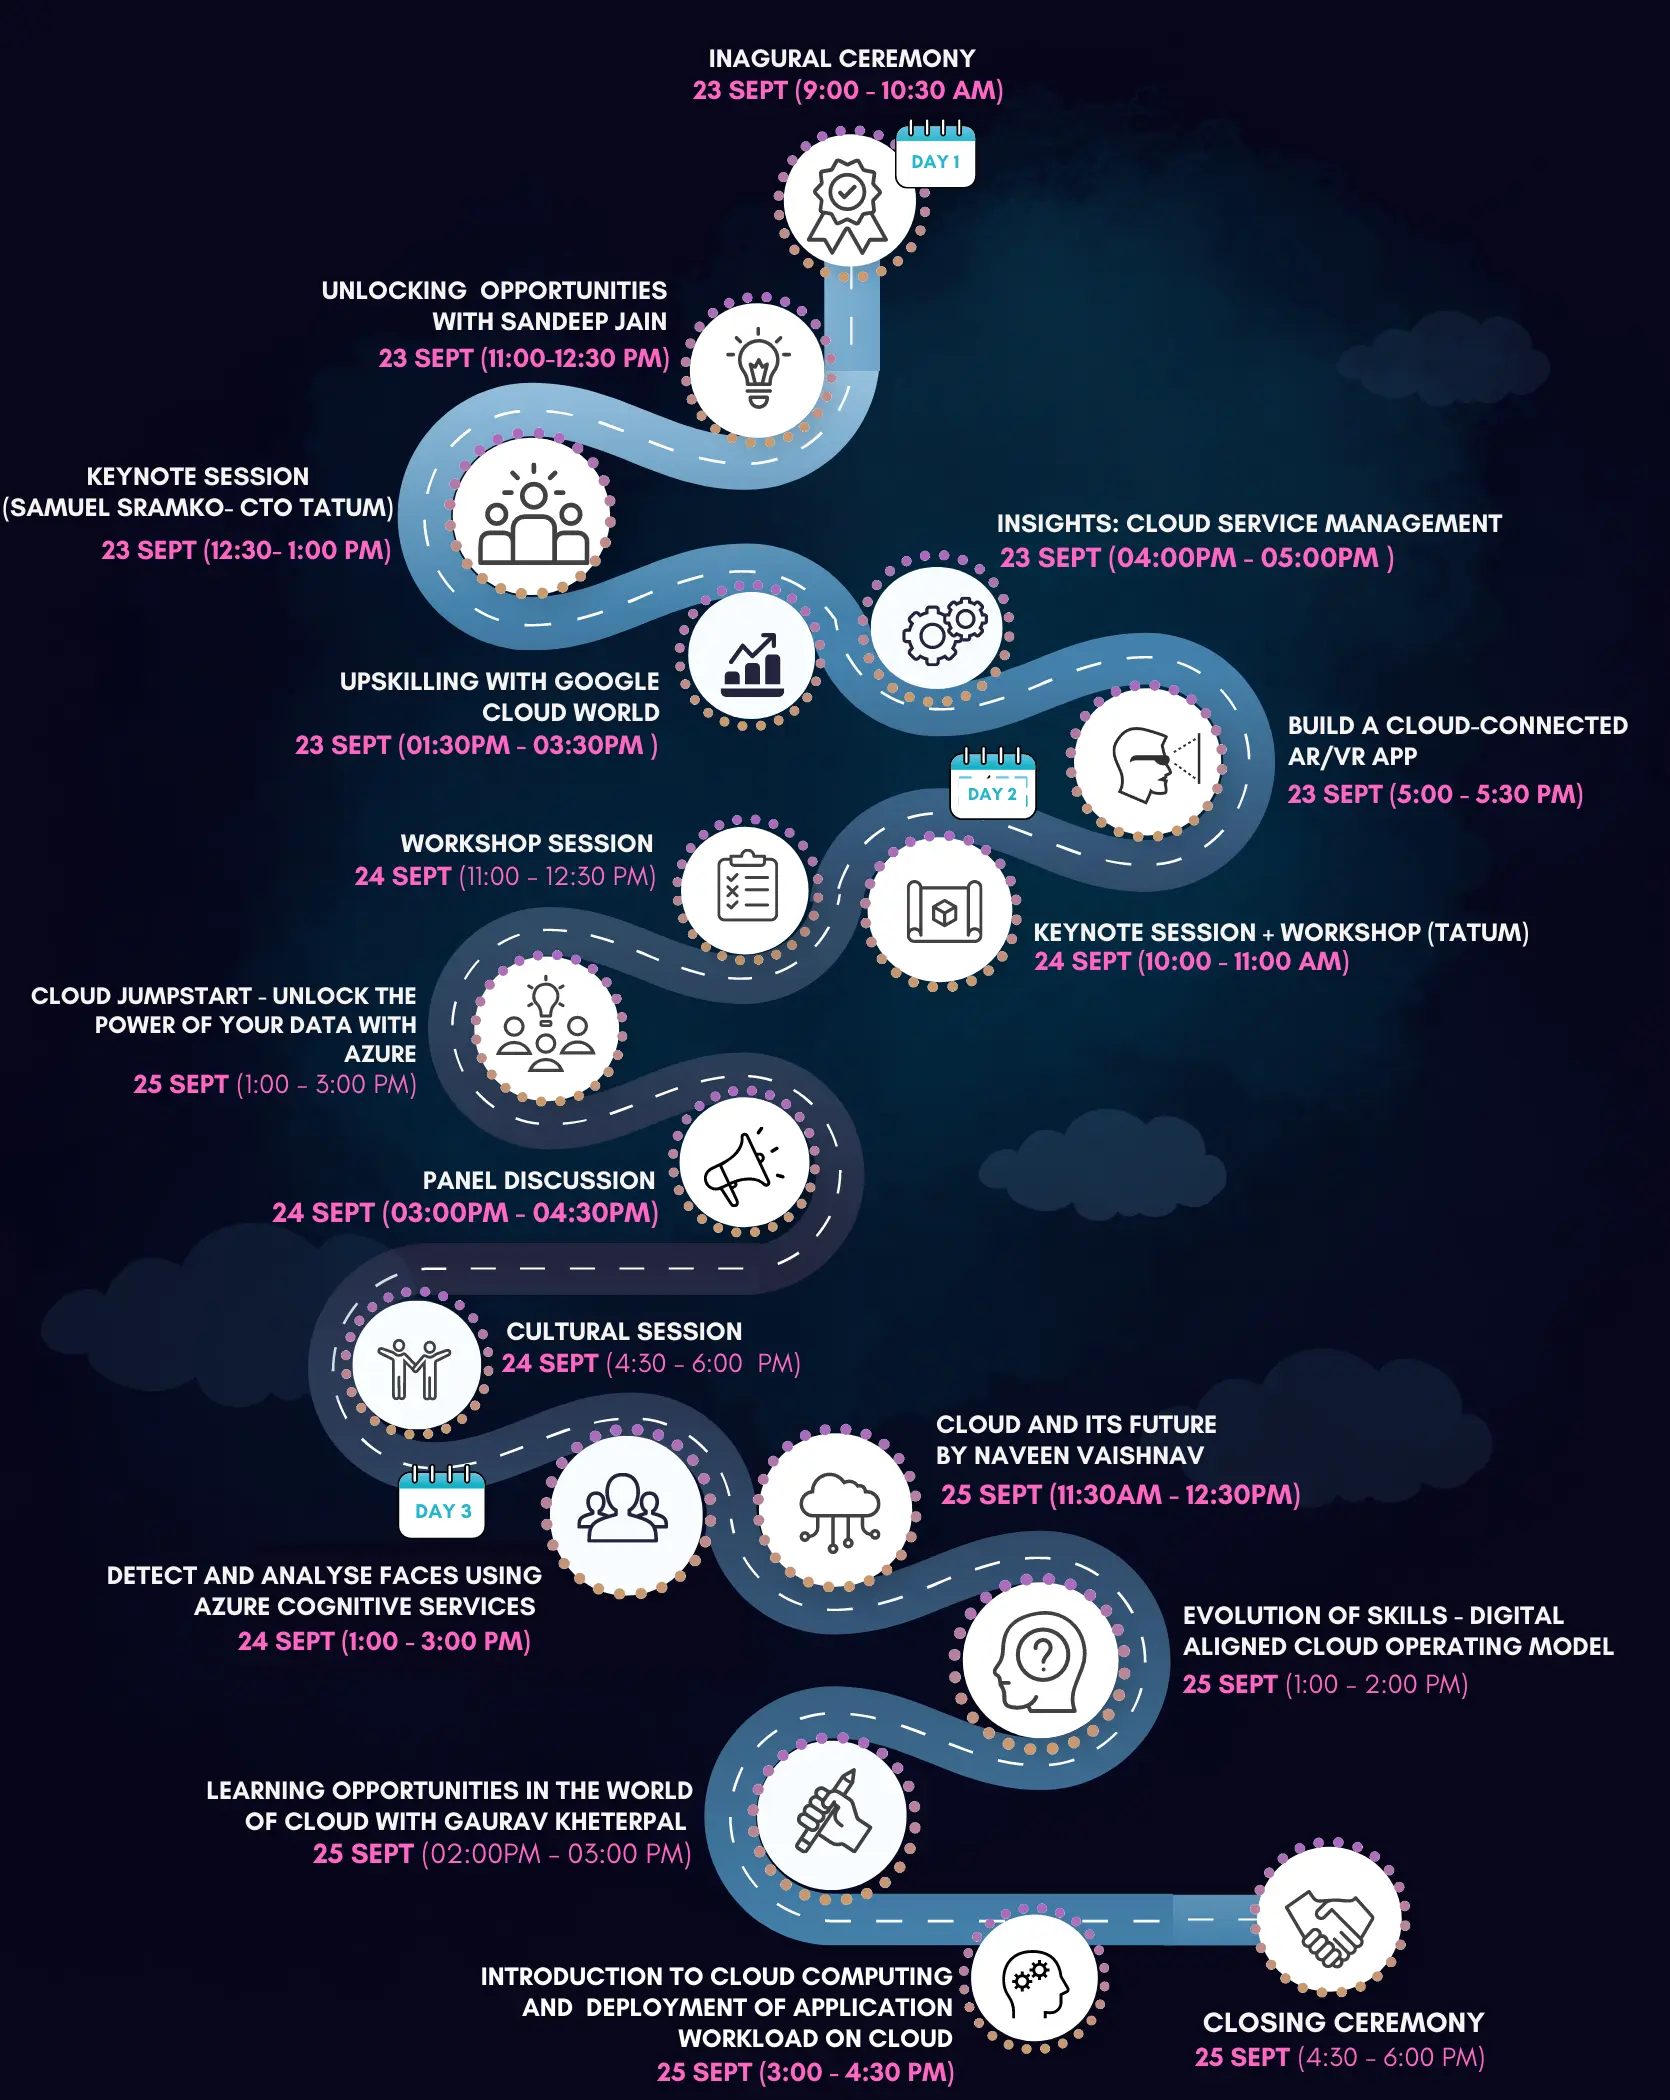 INAGURAL CEREMONY
23 SEPT (9:00 - 10:30 AM)
DAY 1
UNLOCKING OPPORTUNITIES
WITH SANDEEP JAIN
23 SEPT (11:00-12:30 PM)
KEYNOTE SESSION
(SAMUEL SRAMKO- CTO TATUM)
23 SEPT (12:30- 1:00 PM)
UPSKILLING WITH GOOGLE
CLOUD WORLD
23 SEPT (01:30PM - 03:30PM )
INSIGHTS: CLOUD SERVICE MANAGEMENT
23 SEPT (04:00PM - 05:00PM )
BUILD A CLOUD-CONNECTED
AR/VR APP
23 SEPT (5:00 - 5:30 PM)
DAY 2
KEYNOTE SESSION + WORKSHOP (TATUM)
24 SEPT (10:00 - 11:00 AM)
WORKSHOP SESSION
24 SEPT (11:00 - 12:30 PM)
CLOUD JUMPSTART - UNLOCK THE
POWER OF YOUR DATA WITH
AZURE
25 SEPT (1:00 - 3:00 PM)
PANEL DISCUSSION
24 SEPT (03:00PM - 04:30PM)
CULTURAL SESSION
24 SEPT (4:30 - 6:00 PM)
DAY 3
DETECT AND ANALYSE FACES USING
AZURE COGNITIVE SERVICES
24 SEPT (1:00 - 3:00 PM)
CLOUD AND ITS FUTURE
BY NAVEEN VAISHNAV
25 SEPT (11:30AM - 12:30PM)
EVOLUTION OF SKILLS - DIGITAL
ALIGNED CLOUD OPERATING MODEL
25 SEPT (1:00 - 2:00 PM)
LEARNING OPPORTUNITIES IN THE WORLD
OF CLOUD WITH GAURAV KHETERPAL
25 SEPT (02:00PM - 03:00 PM)
INTRODUCTION TO CLOUD COMPUTING
AND DEPLOYMENT OF APPLICATION
WORKLOAD ON CLOUD
25 SEPT (3:00 - 4:30 PM)
CLOSING CEREMONY
25 SEPT (4:30 - 6:00 PM)